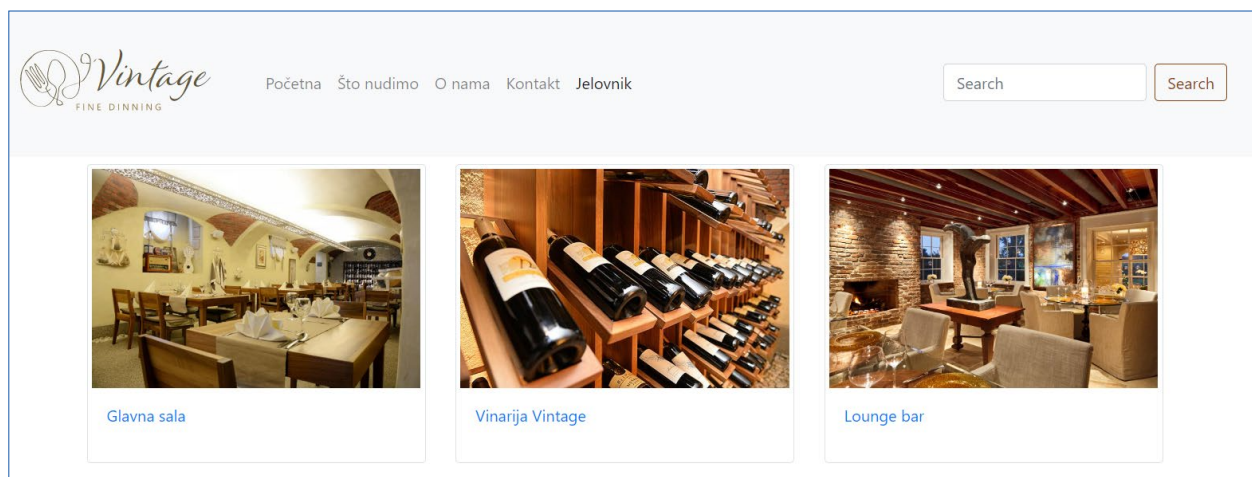 Vintage
FINE DINNING
Početna Što nudimo O nama Kontakt Jelovnik
Search Search
Glavna sala
Vinarija Vintage
Lounge bar